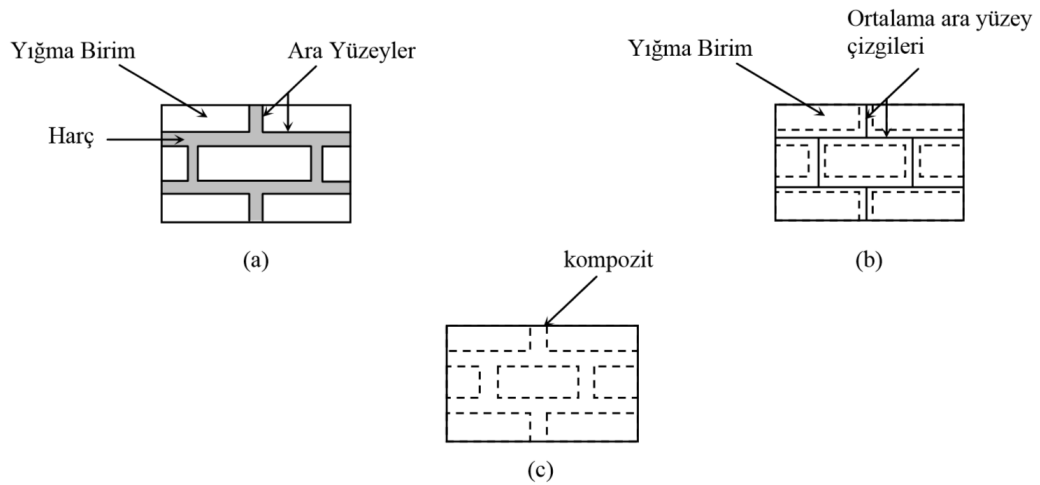 Yığma Birim
Ara Yüzeyler
Harç
(a)
Ortalama ara yüzey
çizgileri
Yığma Birim
(b)
kompozit
(c)